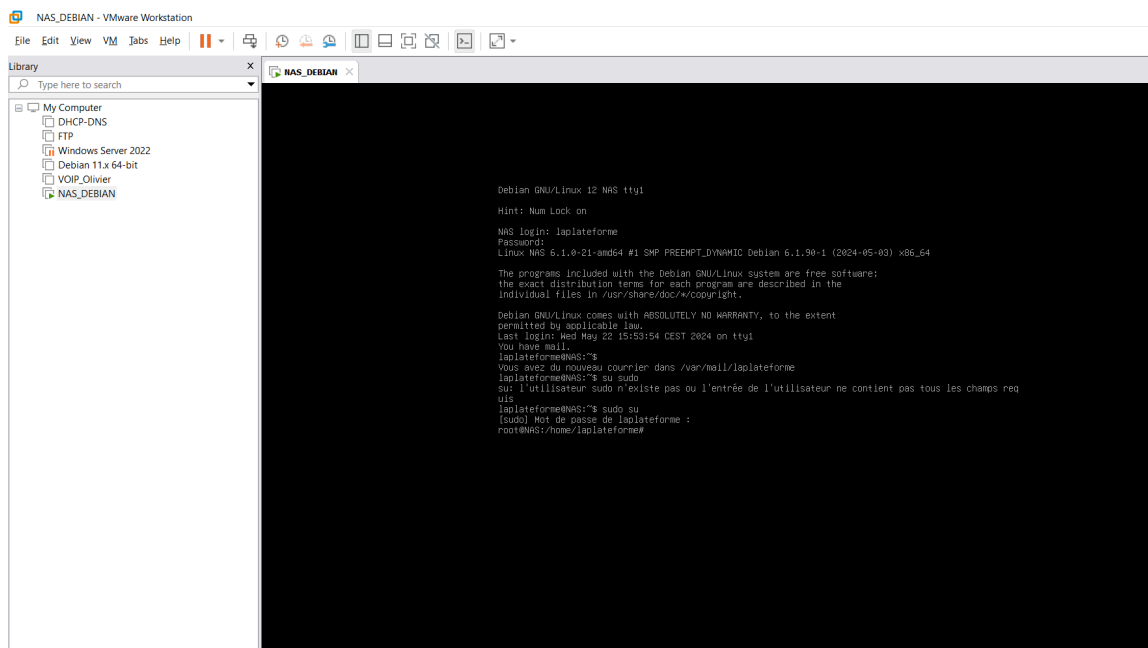 NAS_DEBIAN - VMware Workstation
File Edit View VM Tabs Help
Library
Type here to search
My Computer
DHCP-DNS
FTP
Windows Server 2022
Debian 11.x 64-bit
VOIP_Olivier
NAS_DEBIAN
NAS_DEBIAN
Debian GNU/Linux 12 NAS tty1
Hint: Num Lock on
NAS login: laplateforme
Password:
Linux NAS 6.1.0-21-amd64 #1 SMP PREEMPT_DYNAMIC Debian 6.1.90-1 (2024-05-03) x86_64
The programs included with the Debian GNU/Linux system are free software;
the exact distribution terms for each program are described in the
individual files in /usr/share/doc/*/copyright.
Debian GNU/Linux comes with ABSOLUTELY NO WARRANTY, to the extent
permitted by applicable law.
Last login: Wed May 22 15:53:54 CEST 2024 on tty1
You have mail.
laplateforme@NAS:~$
Vous avez du nouveau courrier dans /var/mail/laplateforme
laplateforme@NAS:~$ su sudo
su: l'utilisateur sudo n'existe pas ou l'entrée de l'utilisateur ne contient pas tous les champs req
uis
laplateforme@NAS:~$ sudo su
[sudo] Mot de passe de laplateforme :
root@NAS:/home/laplateforme#